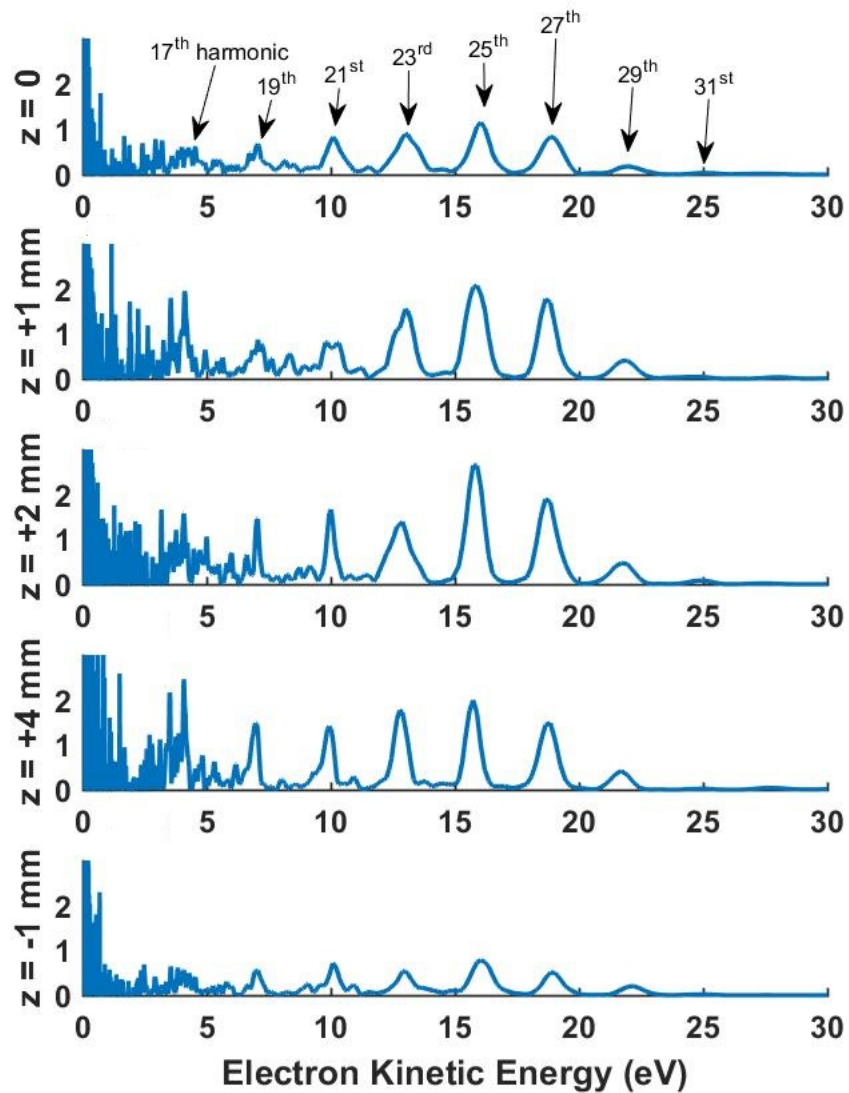 17th harmonic
19th
21st
23rd
25th
27th
29th
31st
z = 0
2
1
0
0 5 10 15 20 25 30
z = +1 mm
2
1
0
0 5 10 15 20 25 30
z = +2 mm
2
1
0
0 5 10 15 20 25 30
z = +4 mm
2
1
0
0 5 10 15 20 25 30
z = -1 mm
2
1
0
0 5 10 15 20 25 30
Electron Kinetic Energy (eV)